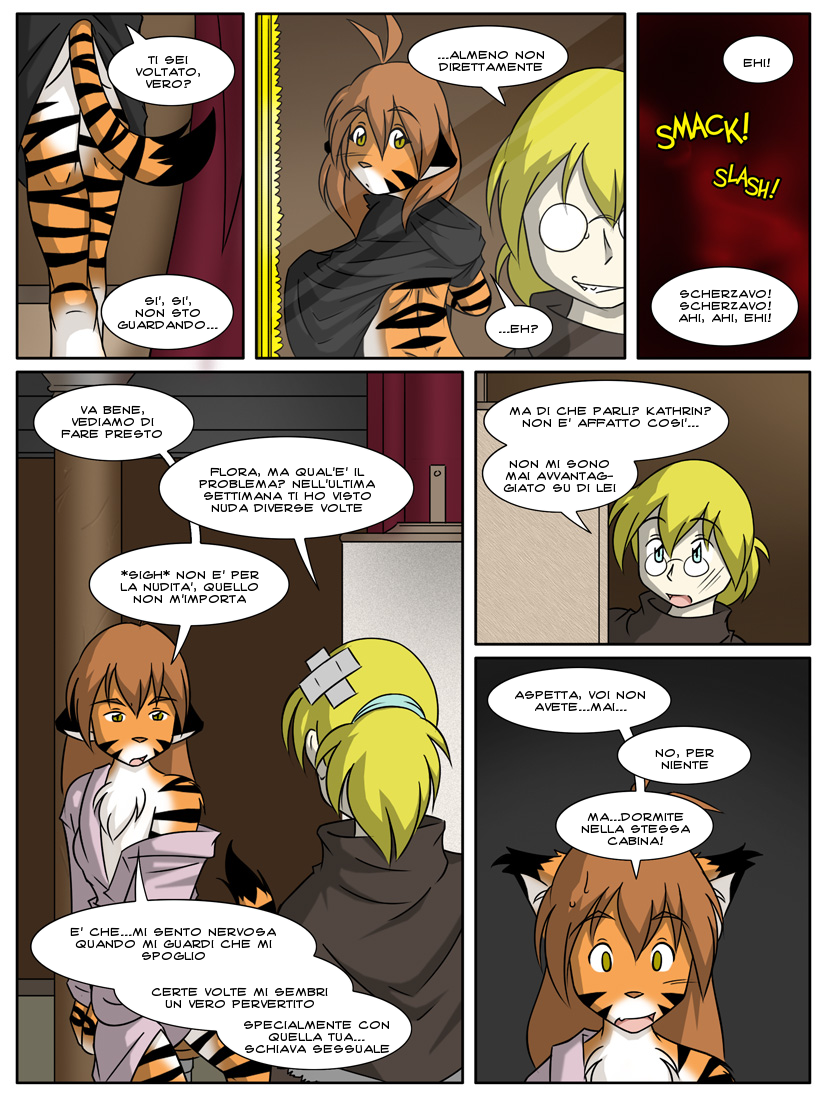 TI SEI
VOLTATO,
VERO?
SI', SI',
NON STO
GUARDANDO...
...ALMENO NON
DIRETTAMENTE
...EH?
EHI!
SMACK!
SLASH!
SCHERZAVO!
SCHERZAVO!
AHI, AHI, EHI!
VA BENE,
VEDIAMO DI
FARE PRESTO
FLORA, MA QUAL'E' IL
PROBLEMA? NELL'ULTIMA
SETTIMANA TI HO VISTO
NUDA DIVERSE VOLTE
*SIGH* NON E' PER
LA NUDITA', QUELLO
NON M'IMPORTA
E' CHE...MI SENTO NERVOSA
QUANDO MI GUARDI CHE MI
SPOGLIO
CERTE VOLTE MI SEMBRI
UN VERO PERVERTITO
SPECIALMENTE CON
QUELLA TUA...
SCHIAVA SESSUALE
MA DI CHE PARLI? KATHRIN?
NON E' AFFATTO COSI'...
NON MI SONO
MAI AVVANTAG-
GIATO SU DI LEI
ASPETTA, VOI NON
AVETE...MAI...
NO, PER
NIENTE
MA...DORMITE
NELLA STESSA
CABINA!